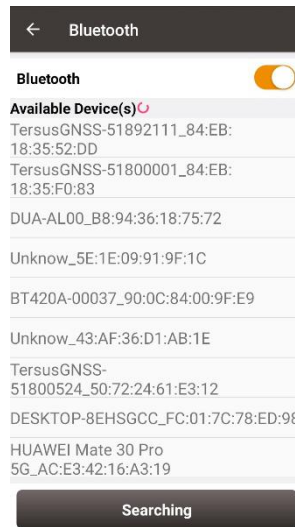 Bluetooth
Bluetooth
Available Device(s)
TersusGNSS-51892111_84:EB:
18:35:52:DD
TersusGNSS-51800001_84:EB:
18:35:F0:83
DUA-AL00_B8:94:36:18:75:72
Unknow_5E:1E:09:91:9F:1C
BT420A-00037_90:0C:84:00:9F:E9
Unknow_43:AF:36:D1:AB:1E
TersusGNSS-
51800524_50:72:24:61:E3:12
DESKTOP-8EHSGCC_FC:01:7C:78:ED:98
HUAWEI Mate 30 Pro
5G_AC:E3:42:16:A3:19
Searching